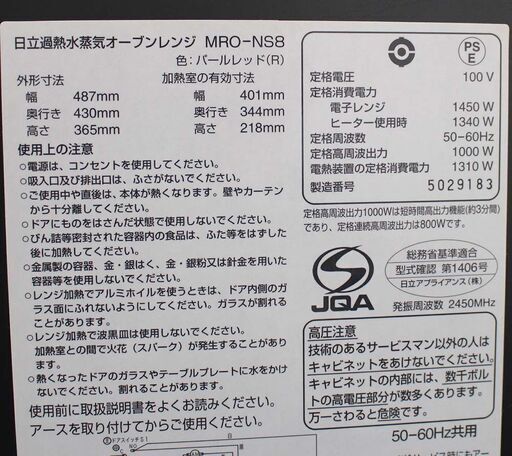 日立過熱水蒸気オーブンレンジ MRO-NS8
色:パールレッド(R)
外形寸法
幅 487mm
奥行き 430mm
高さ 365mm
加熱室の有効寸法
幅 401mm
奥行き 344mm
高さ 218mm
使用上の注意
○電源は、コンセントを使用してください。
○吸入口及び排出口は、ふさがないでください。
○ご使用中や直後は、本体が熱くなります。壁やカーテン
から十分離してください。
○ドアにものをはさんだ状態で使用しないでください。
○びん詰等密封された容器内の食品は、ふた等をはずした
後に加熱してください。
○金属製の容器、金・銀はく、金・銀粉又は針金を用いた
容器等を使用しないでください。
○レンジ加熱でアルミホイルを使うときは、ドア内側のガ
ラス面にふれないようにしてください。ガラスが割れる
ことがあります。
○レンジ加熱で波黒皿は使用しないでください。
加熱室との間で火花(スパーク)が発生することがあり
ます。
○熱くなったドアのガラスやテーブルプレートに水をかけ
ないでください。割れることがあります。
使用前に取扱説明書をよくお読みください。
アースを取り付けてからご使用ください。
ドアスイッチS1
PS
E
定格電圧 100V
定格消費電力
電子レンジ 1450W
ヒーター使用時 1340W
定格周波数 50-60Hz
定格高周波出力 1000W
電熱装置の定格消費電力 1310W
製造番号 5029183
定格高周波出力1000Wは短時間高出力機能(約3分間)
であり、定格連続高周波出力は800Wです。
S
JQA
総務省基準適合
型式確認 第1406号
日立アプライアンス(株)
発振周波数 2450MHz
高圧注意
技術のあるサービスマン以外の人は
キャビネットをあけないでください。
キャビネットの内部には、数千ボル
トの高電圧部分が数多くあります。
万一さわると危険です。
50-60Hz共用